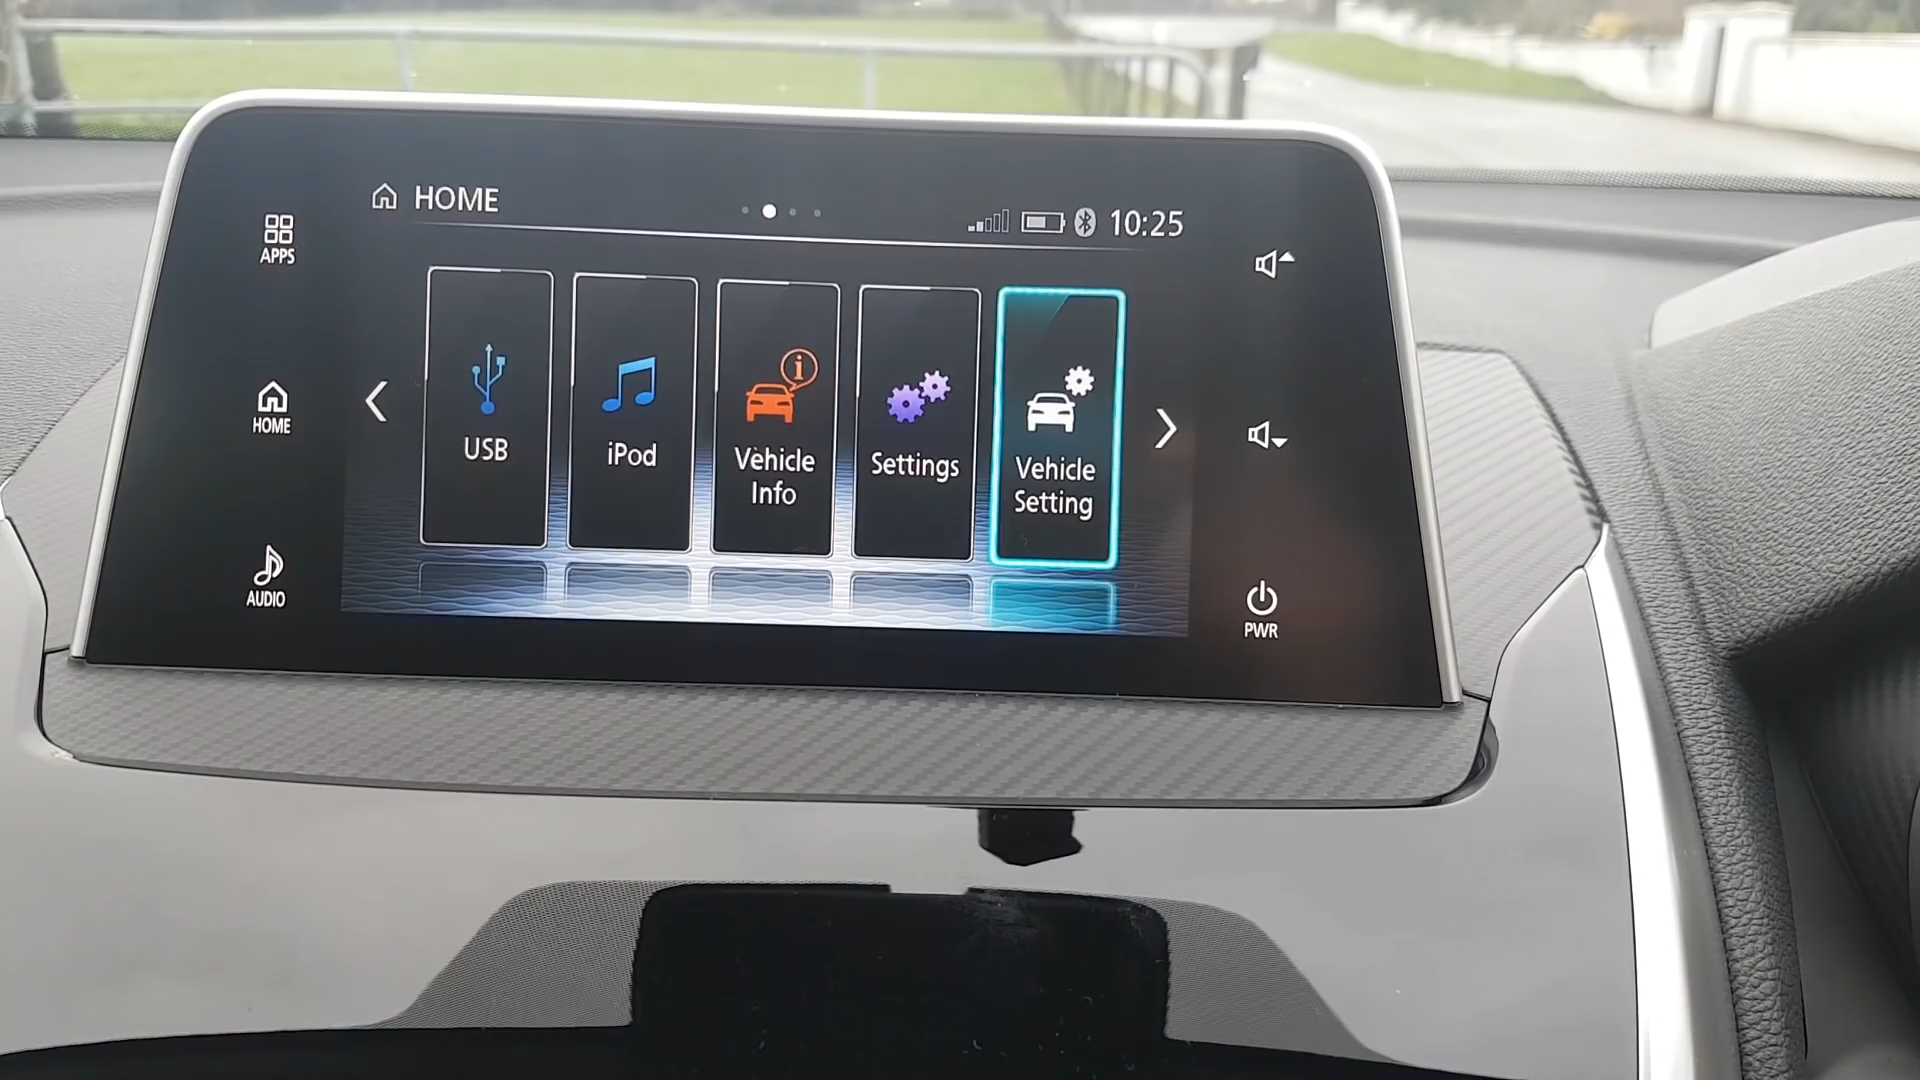 HOME
10:25
APPS
HOME
AUDIO
USB
iPod
Vehicle
Info
Settings
Vehicle
Setting
PWR